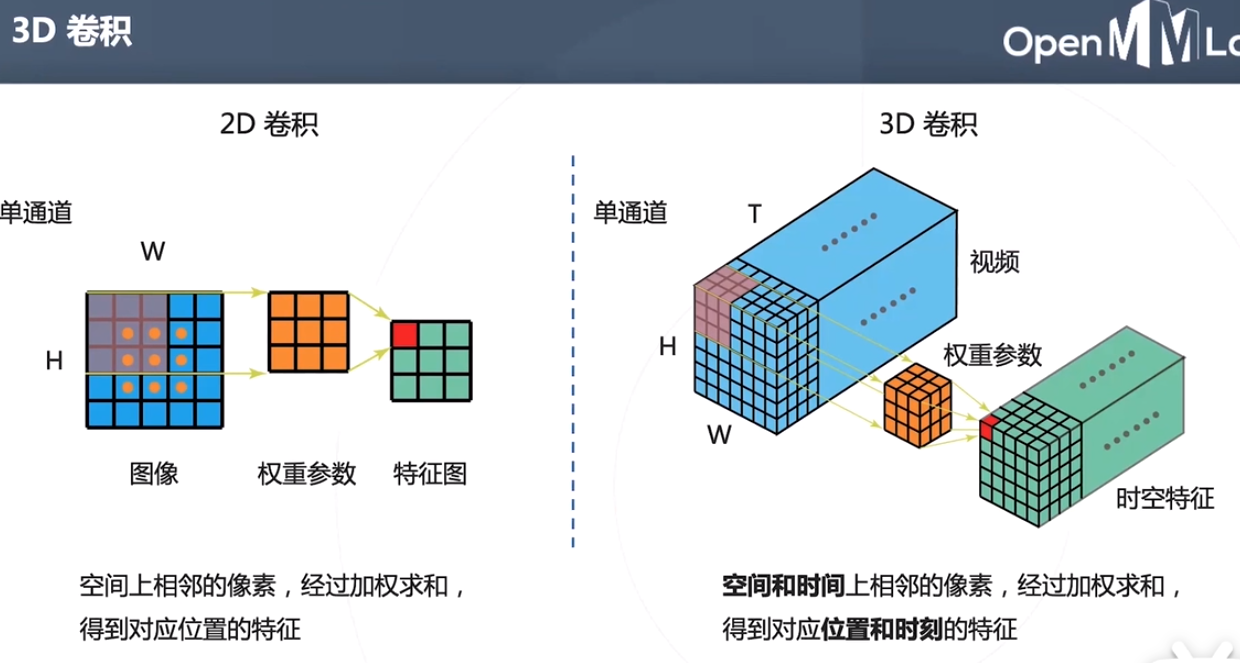 3D 卷积
OpenMMLa
2D 卷积
3D 卷积
单通道
W
H
图像
权重参数
特征图
空间上相邻的像素，经过加权求和，
得到对应位置的特征
单通道
T
视频
H
W
权重参数
时空特征
空间和时间上相邻的像素，经过加权求和，
得到对应位置和时刻的特征